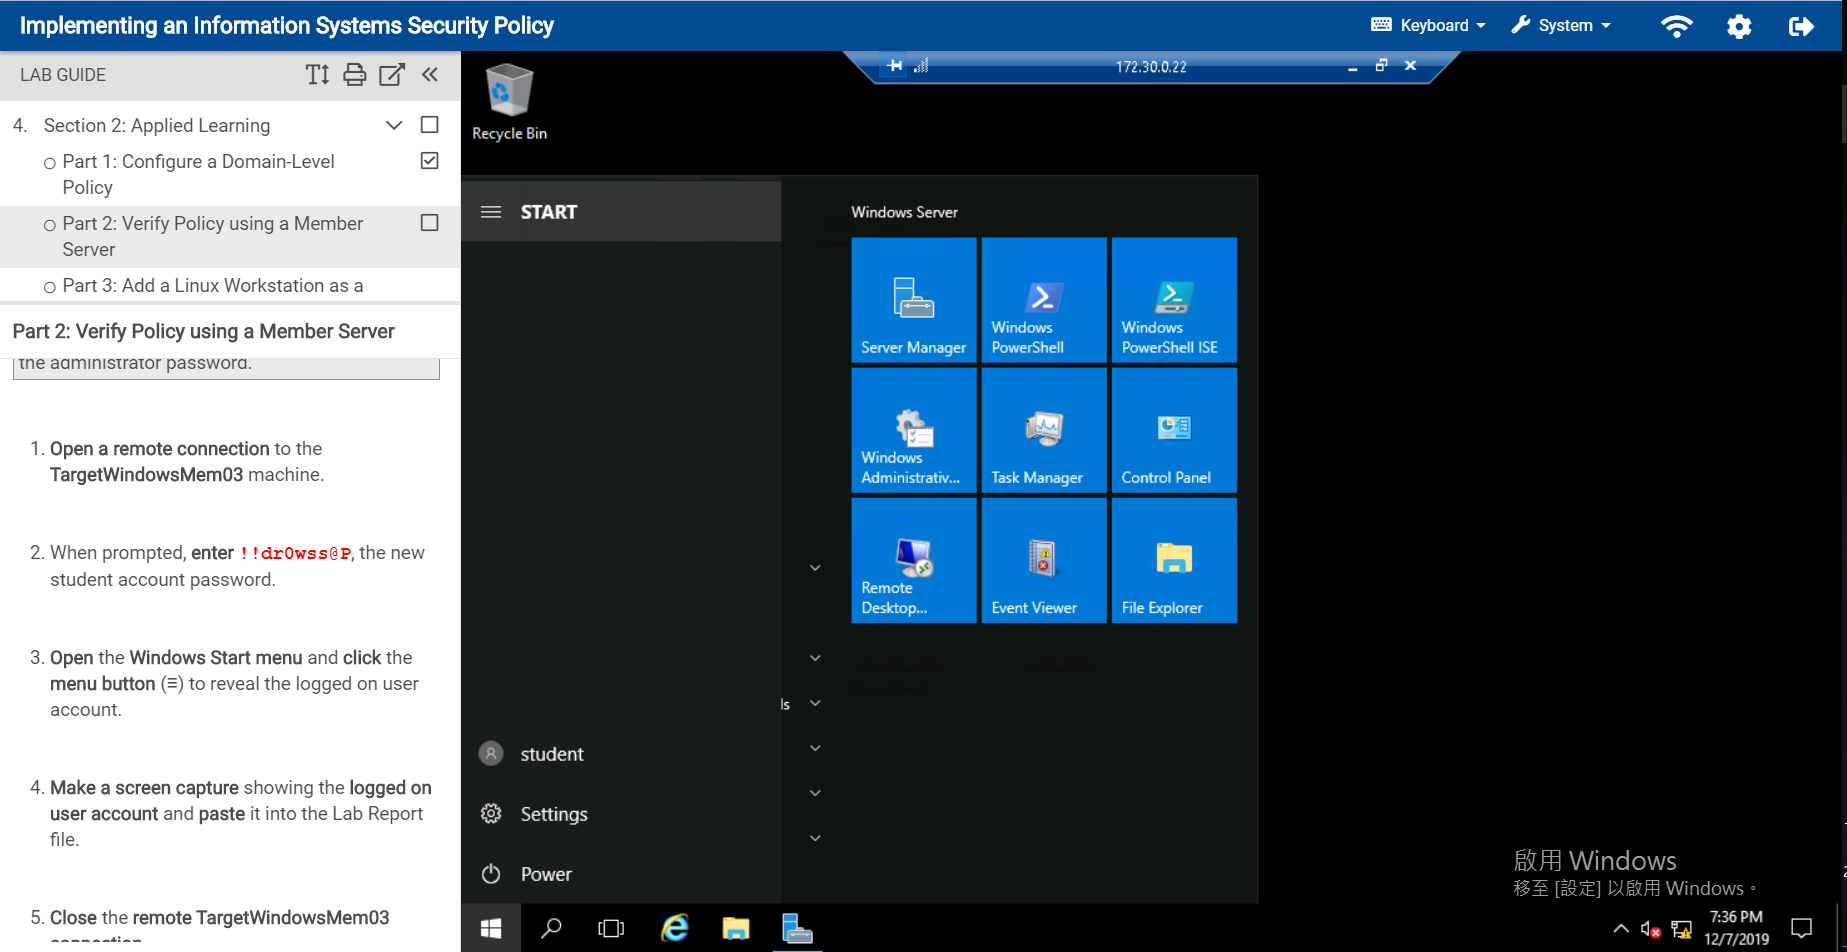 Implementing an Information Systems Security Policy
Keyboard
System
LAB GUIDE
4. Section 2: Applied Learning
Part 1: Configure a Domain-Level
Policy
Part 2: Verify Policy using a Member
Server
Part 3: Add a Linux Workstation as a
Part 2: Verify Policy using a Member Server
the administrator password.
1. Open a remote connection to the
TargetWindowsMem03 machine.
2. When prompted, enter !!dr0wss@P, the new
student account password.
3. Open the Windows Start menu and click the
menu button (≡) to reveal the logged on user
account.
4. Make a screen capture showing the logged on
user account and paste it into the Lab Report
file.
5. Close the remote TargetWindowsMem03
connection
172.30.0.22
Recycle Bin
START
Windows Server
Server Manager
Windows
PowerShell
Windows
PowerShell ISE
Windows
Administrativ...
Task Manager
Control Panel
Remote
Desktop...
Event Viewer
File Explorer
ls
student
Settings
Power
啟用 Windows
移至 [設定] 以啟用 Windows。
7:36 PM
12/7/2019